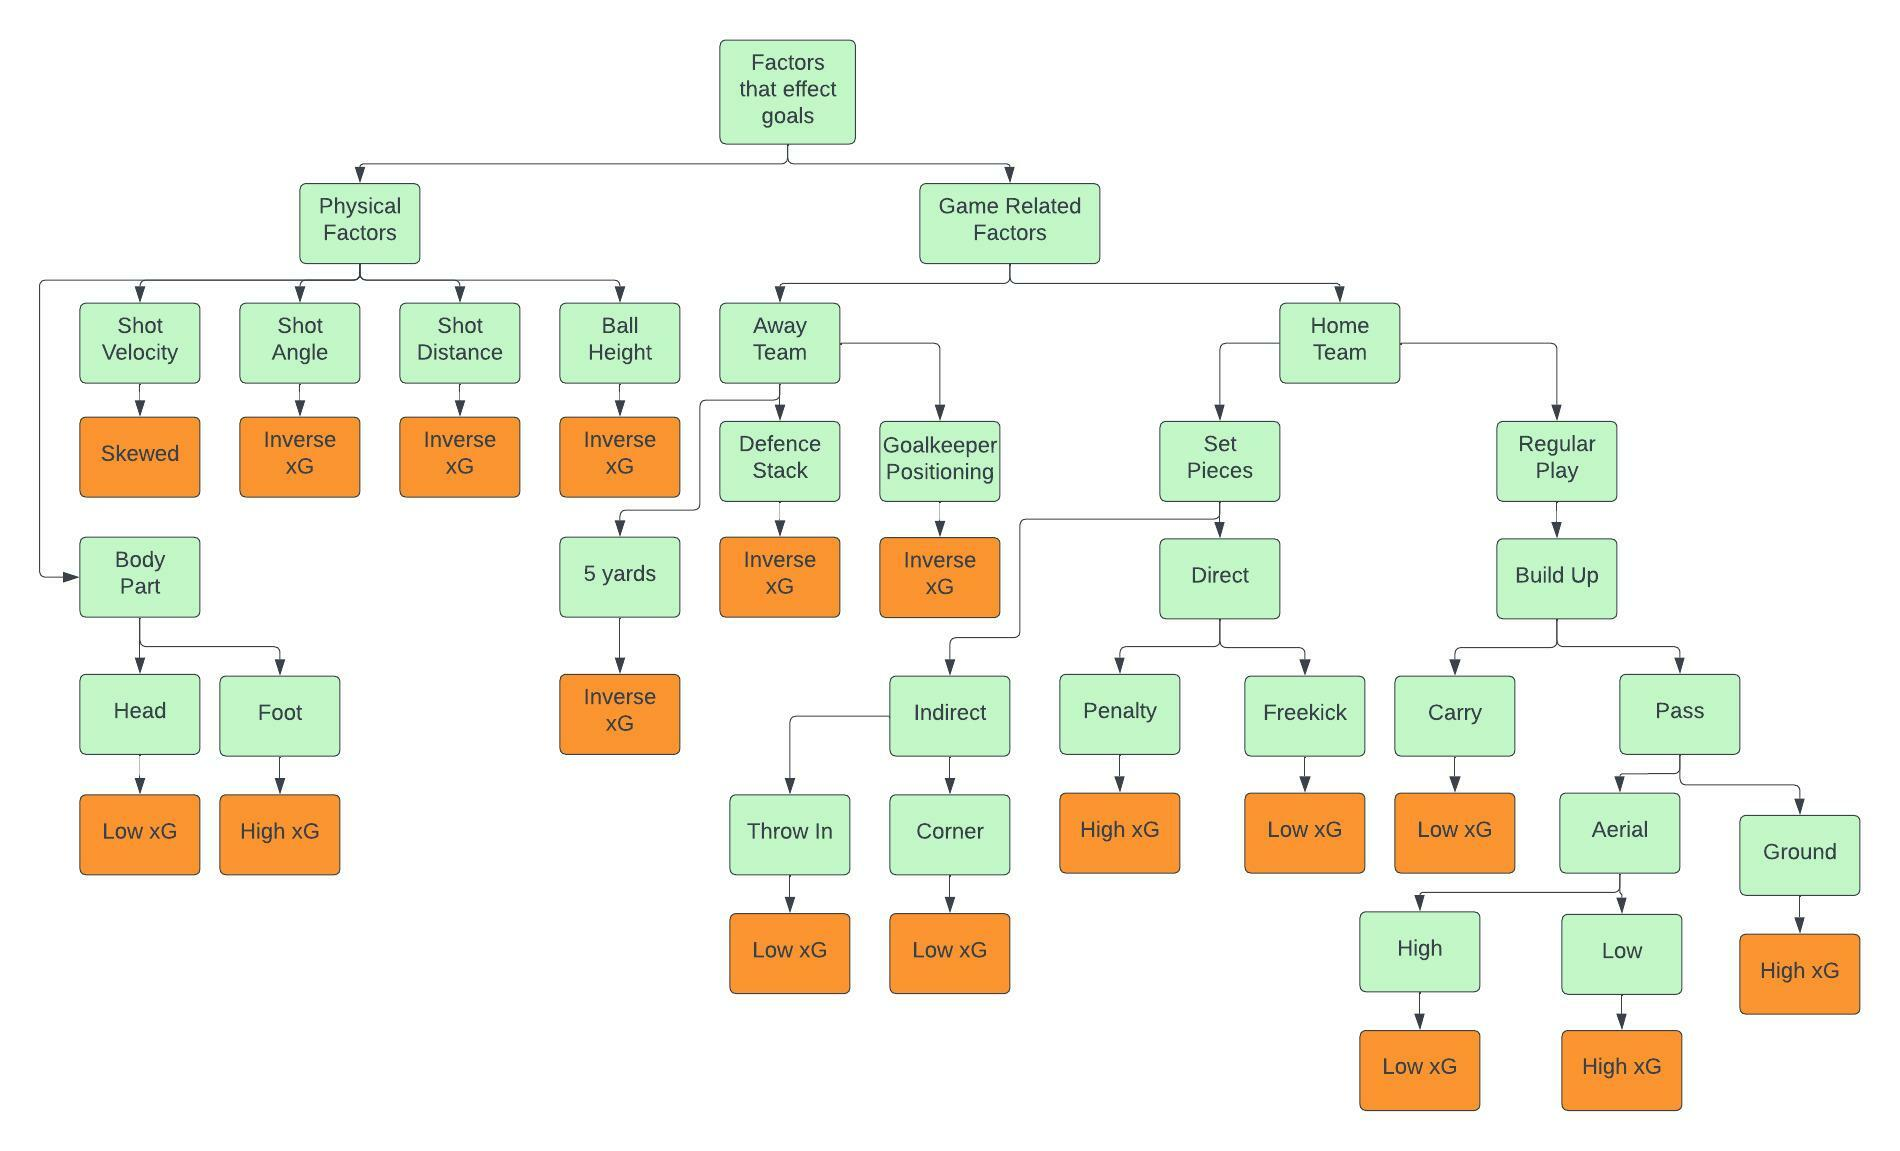 Factors
that effect
goals
Physical
Factors
Game Related
Factors
Shot
Velocity
Shot
Angle
Shot
Distance
Ball
Height
Away
Team
Home
Team
Skewed
Inverse
xG
Inverse
xG
Inverse
xG
Defence
Stack
Goalkeeper
Positioning
Set
Pieces
Regular
Play
Body
Part
5 yards
Inverse
xG
Inverse
xG
Direct
Build Up
Head
Foot
Inverse
xG
Indirect
Penalty
Freekick
Carry
Pass
Low xG
High xG
Throw In
Corner
High xG
Low xG
Low xG
Aerial
Ground
Low xG
Low xG
High
Low
High xG
Low xG
High xG